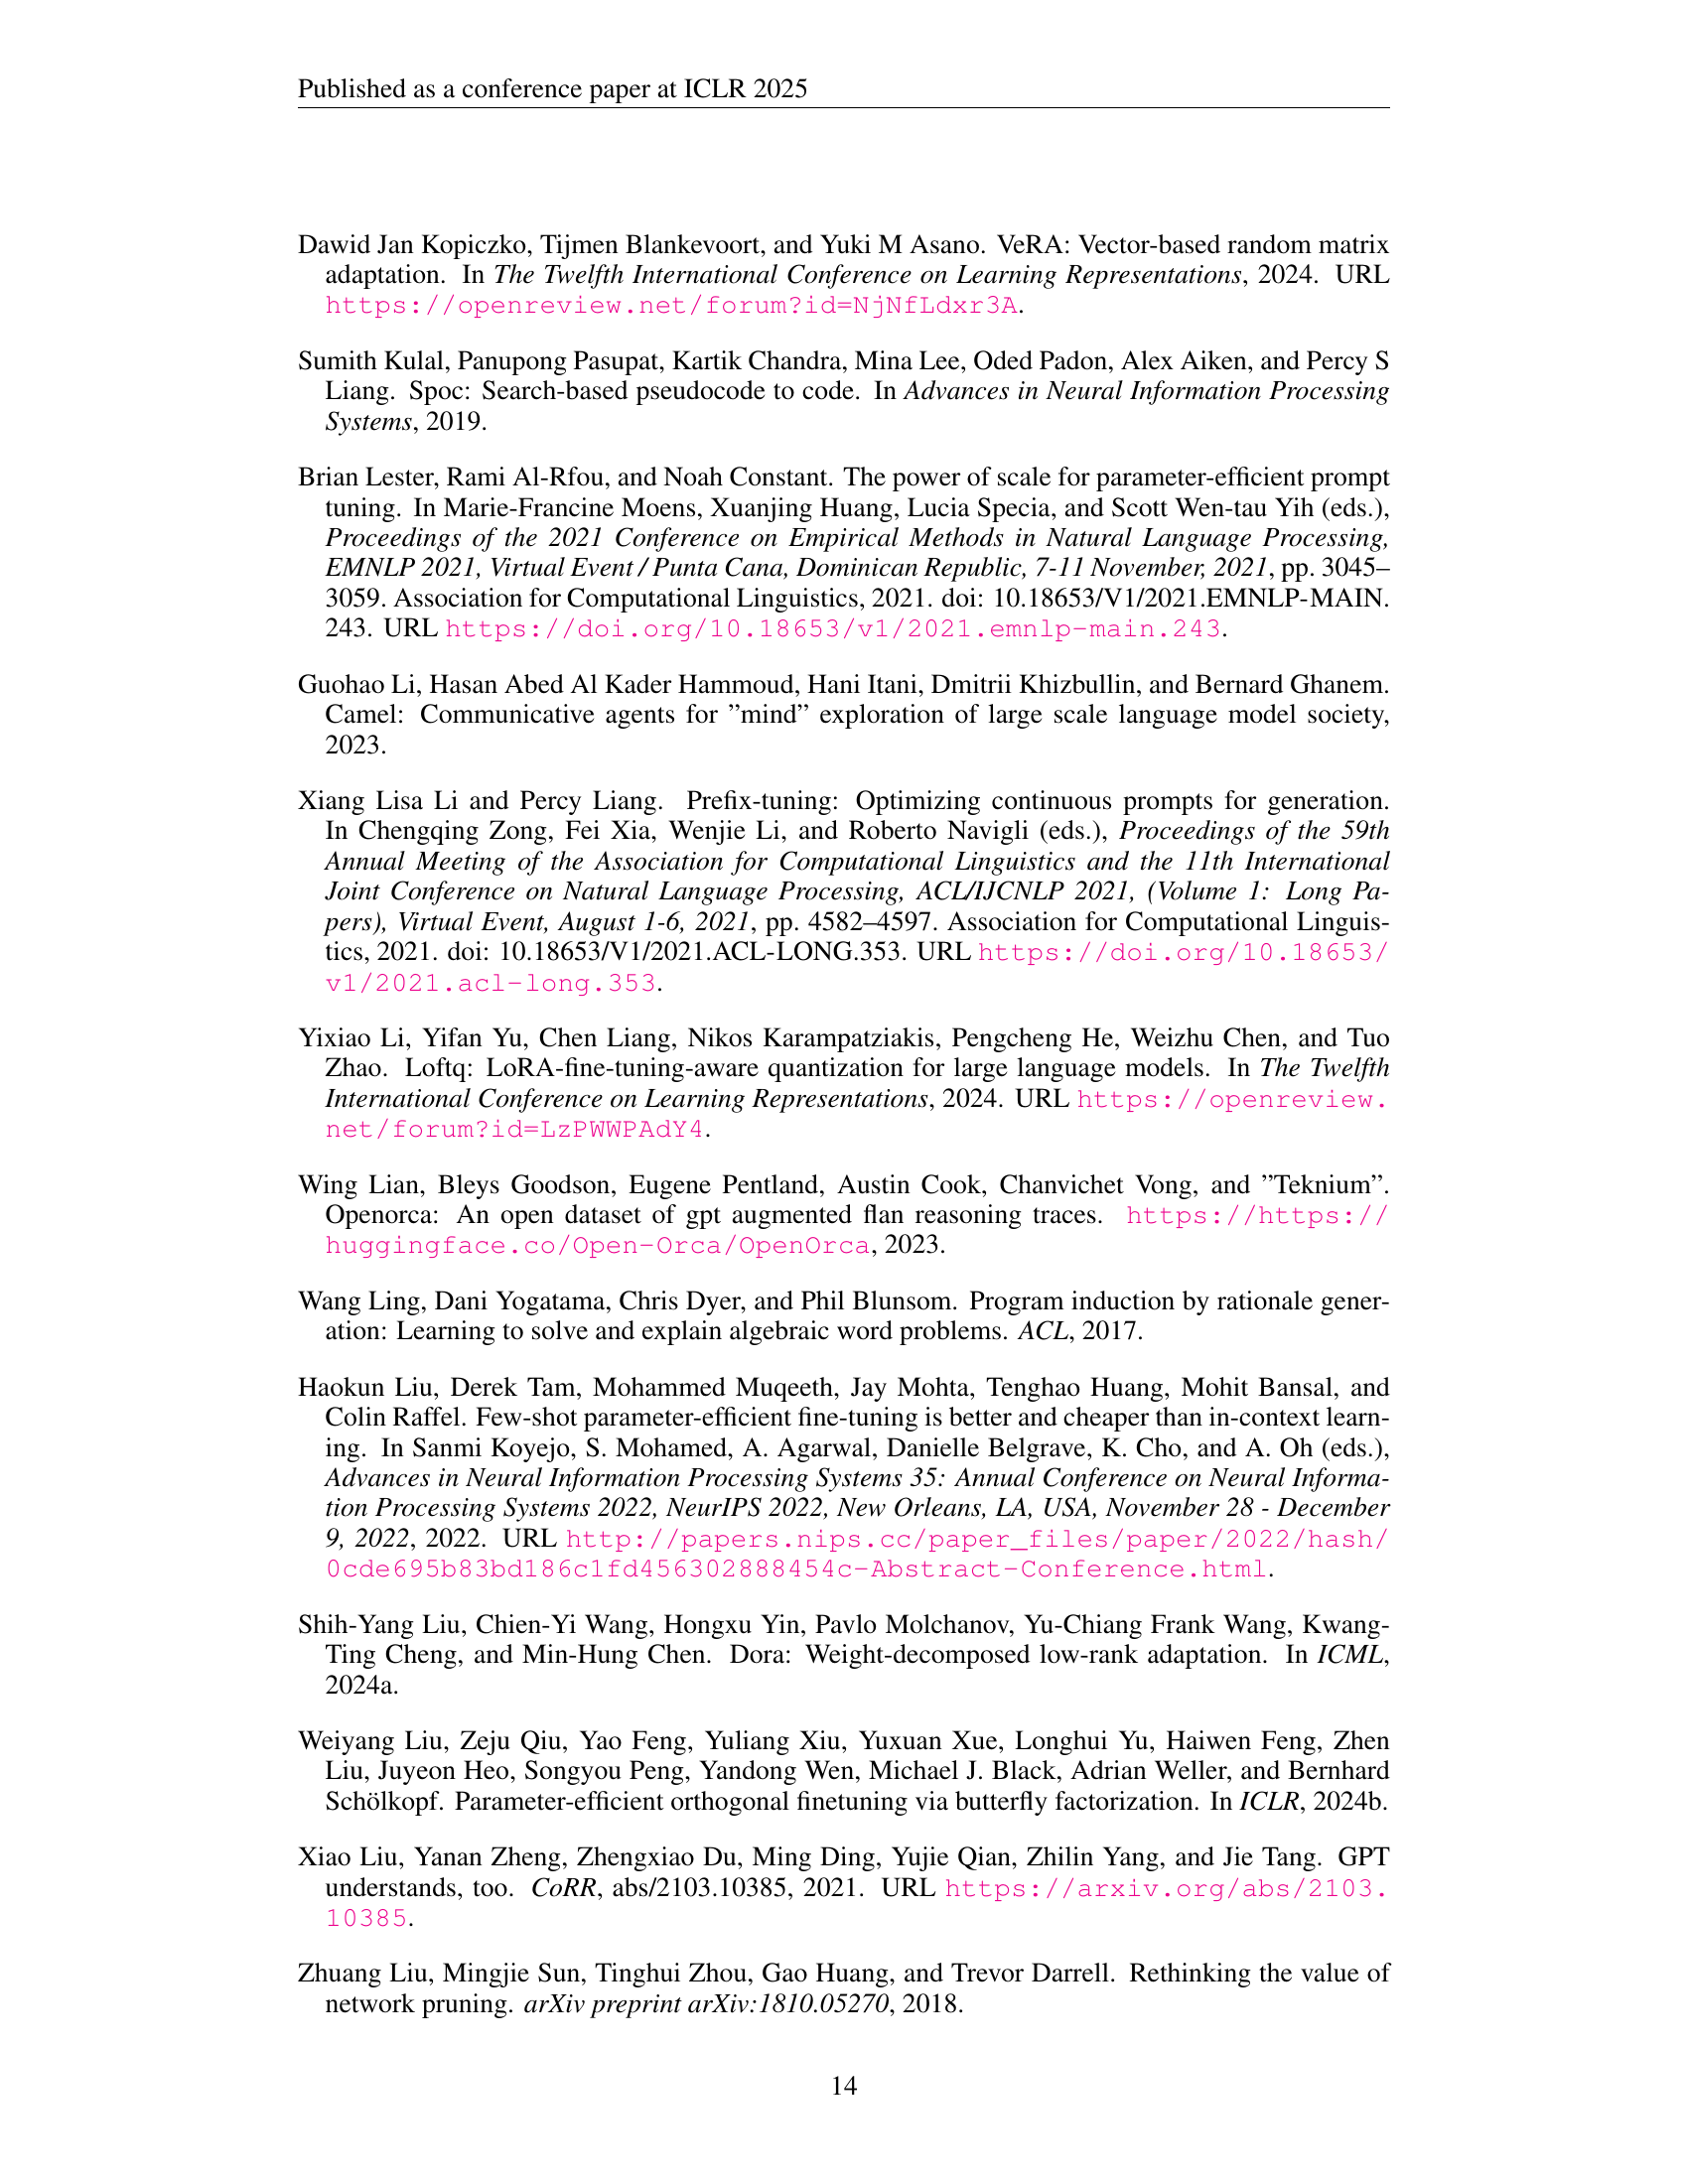 Published as a conference paper at ICLR 2025
Dawid Jan Kopiczko, Tijmen Blankevoort, and Yuki M Asano. VeRA: Vector-based random matrix
adaptation. In The Twelfth International Conference on Learning Representations, 2024. URL
https://openreview.net/forum?id=NjNfLdxr3A.
Sumith Kulal, Panupong Pasupat, Kartik Chandra, Mina Lee, Oded Padon, Alex Aiken, and Percy S
Liang. Spoc: Search-based pseudocode to code. In Advances in Neural Information Processing
Systems, 2019.
Brian Lester, Rami Al-Rfou, and Noah Constant. The power of scale for parameter-efficient prompt
tuning. In Marie-Francine Moens, Xuanjing Huang, Lucia Specia, and Scott Wen-tau Yih (eds.),
Proceedings of the 2021 Conference on Empirical Methods in Natural Language Processing,
EMNLP 2021, Virtual Event / Punta Cana, Dominican Republic, 7-11 November, 2021, pp. 3045–
3059. Association for Computational Linguistics, 2021. doi: 10.18653/V1/2021.EMNLP-MAIN.
243. URL https://doi.org/10.18653/v1/2021.emnlp-main.243.
Guohao Li, Hasan Abed Al Kader Hammoud, Hani Itani, Dmitrii Khizbullin, and Bernard Ghanem.
Camel: Communicative agents for ”mind” exploration of large scale language model society,
2023.
Xiang Lisa Li and Percy Liang. Prefix-tuning: Optimizing continuous prompts for generation.
In Chengqing Zong, Fei Xia, Wenjie Li, and Roberto Navigli (eds.), Proceedings of the 59th
Annual Meeting of the Association for Computational Linguistics and the 11th International
Joint Conference on Natural Language Processing, ACL/IJCNLP 2021, (Volume 1: Long Pa-
pers), Virtual Event, August 1-6, 2021, pp. 4582–4597. Association for Computational Linguis-
tics, 2021. doi: 10.18653/V1/2021.ACL-LONG.353. URL https://doi.org/10.18653/
v1/2021.acl-long.353.
Yixiao Li, Yifan Yu, Chen Liang, Nikos Karampatziakis, Pengcheng He, Weizhu Chen, and Tuo
Zhao. Loftq: LoRA-fine-tuning-aware quantization for large language models. In The Twelfth
International Conference on Learning Representations, 2024. URL https://openreview.
net/forum?id=LzPWWPAdY4.
Wing Lian, Bleys Goodson, Eugene Pentland, Austin Cook, Chanvichet Vong, and ”Teknium”.
Openorca: An open dataset of gpt augmented flan reasoning traces. https://https://
huggingface.co/Open-Orca/OpenOrca, 2023.
Wang Ling, Dani Yogatama, Chris Dyer, and Phil Blunsom. Program induction by rationale gener-
ation: Learning to solve and explain algebraic word problems. ACL, 2017.
Haokun Liu, Derek Tam, Mohammed Muqeeth, Jay Mohta, Tenghao Huang, Mohit Bansal, and
Colin Raffel. Few-shot parameter-efficient fine-tuning is better and cheaper than in-context learn-
ing. In Sanmi Koyejo, S. Mohamed, A. Agarwal, Danielle Belgrave, K. Cho, and A. Oh (eds.),
Advances in Neural Information Processing Systems 35: Annual Conference on Neural Informa-
tion Processing Systems 2022, NeurIPS 2022, New Orleans, LA, USA, November 28 - December
9, 2022, 2022. URL http://papers.nips.cc/paper_files/paper/2022/hash/
0cde695b83bd186c1fd456302888454c-Abstract-Conference.html.
Shih-Yang Liu, Chien-Yi Wang, Hongxu Yin, Pavlo Molchanov, Yu-Chiang Frank Wang, Kwang-
Ting Cheng, and Min-Hung Chen. Dora: Weight-decomposed low-rank adaptation. In ICML,
2024a.
Weiyang Liu, Zeju Qiu, Yao Feng, Yuliang Xiu, Yuxuan Xue, Longhui Yu, Haiwen Feng, Zhen
Liu, Juyeon Heo, Songyou Peng, Yandong Wen, Michael J. Black, Adrian Weller, and Bernhard
Schölkopf. Parameter-efficient orthogonal finetuning via butterfly factorization. In ICLR, 2024b.
Xiao Liu, Yanan Zheng, Zhengxiao Du, Ming Ding, Yujie Qian, Zhilin Yang, and Jie Tang. GPT
understands, too. CoRR, abs/2103.10385, 2021. URL https://arxiv.org/abs/2103.
10385.
Zhuang Liu, Mingjie Sun, Tinghui Zhou, Gao Huang, and Trevor Darrell. Rethinking the value of
network pruning. arXiv preprint arXiv:1810.05270, 2018.
14